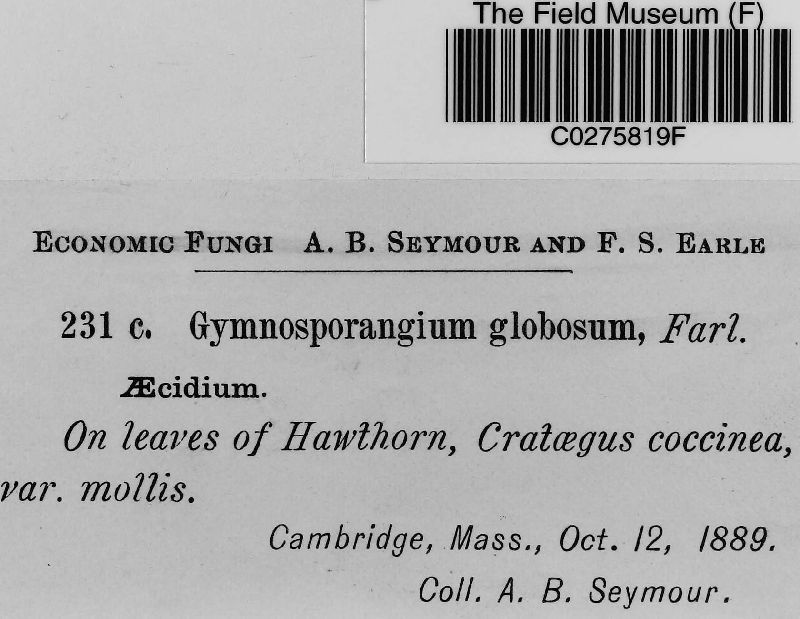 The Field Museum (F)
C0275819F
ECONOMIC FUNGI A. B. SEYMOUR AND F. S. EARLE
231 c. Gymnosporangium globosum, Farl.
Æcidium.
On leaves of Hawthorn, Cratægus coccinea,
var. mollis.
Cambridge, Mass., Oct. 12, 1889.
Coll. A. B. Seymour.